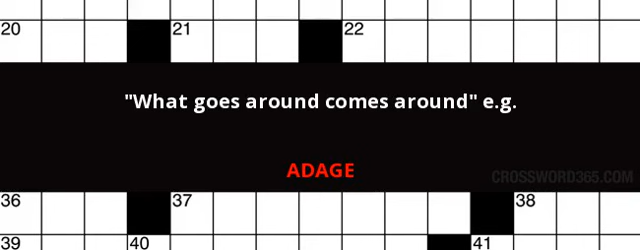 20 21 22
"What goes around comes around" e.g.
ADAGE
CROSSWORD365.COM
36 37 38
39 40 41